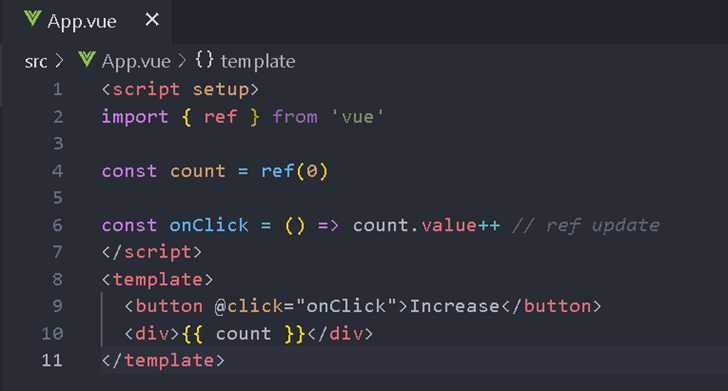 App.vue ✕
src > App.vue > {} template
1 <script setup>
2 import { ref } from 'vue'
3
4 const count = ref(0)
5
6 const onClick = () => count.value++ // ref update
7 </script>
8 <template>
9   <button @click="onClick">Increase</button>
10   <div>{{ count }}</div>
11 </template>